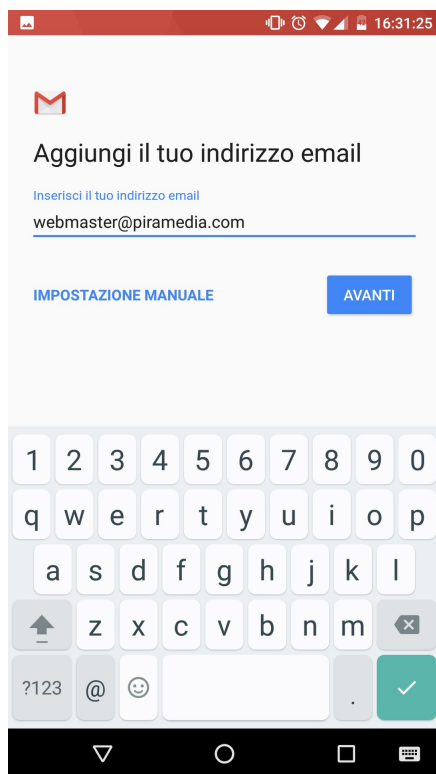 16:31:25
Aggiungi il tuo indirizzo email
Inserisci il tuo indirizzo email
webmaster@piramedia.com
IMPOSTAZIONE MANUALE AVANTI
1 2 3 4 5 6 7 8 9 0
q w e r t y u i o p
a s d f g h j k l
z x c v b n m
?123 @ .